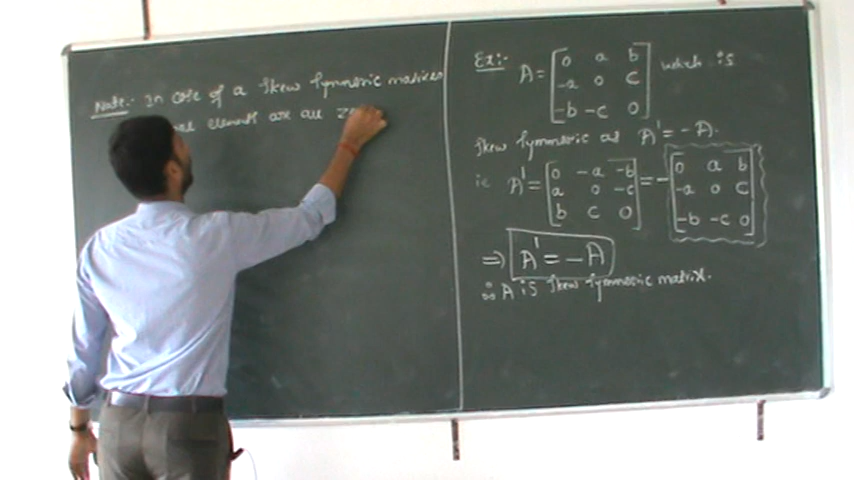 Note:- In case of a Skew Symmetric matrices
elements are all ze
Ex:- A = [0 a b
-a 0 c
-b -c 0] which is
Skew Symmetric as A' = -A.
ie A' = [0 -a -b
a 0 -c
b c 0] = -[0 a b
-a 0 c
-b -c 0]
⇒ A' = -A
∴ A is Skew Symmetric matrix.